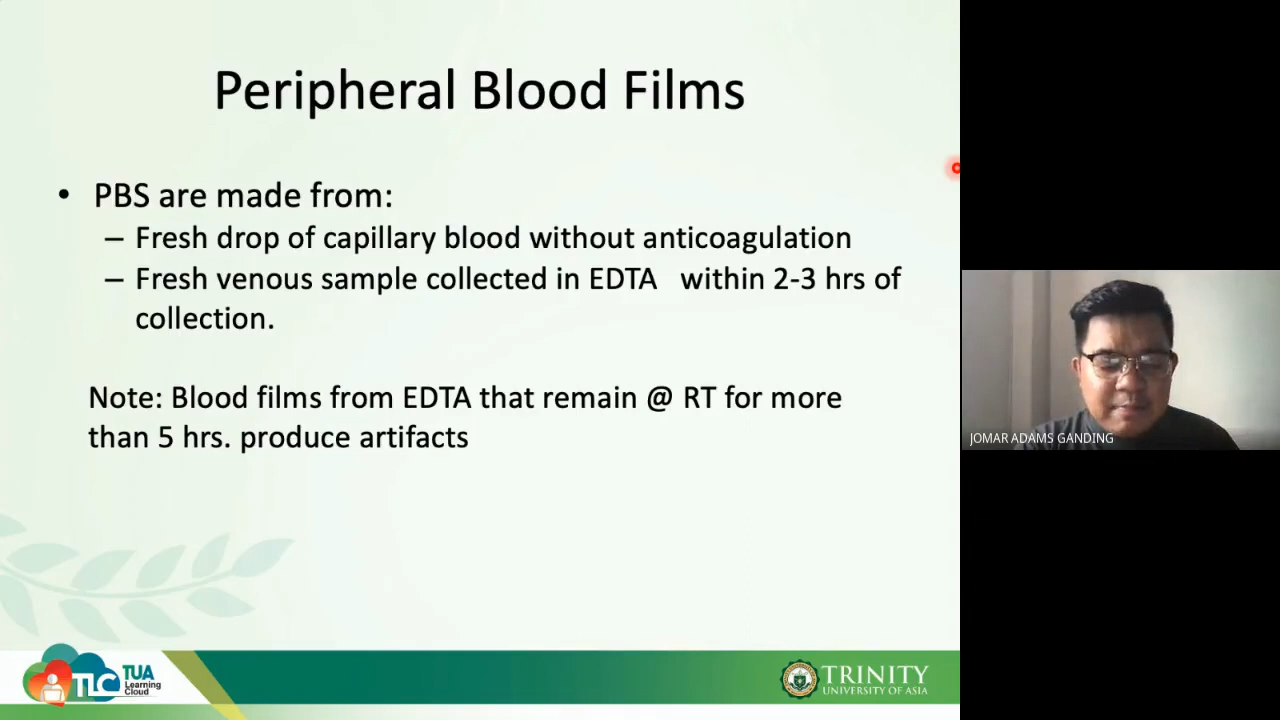 Peripheral Blood Films
• PBS are made from:
– Fresh drop of capillary blood without anticoagulation
– Fresh venous sample collected in EDTA within 2-3 hrs of
collection.
Note: Blood films from EDTA that remain @ RT for more
than 5 hrs. produce artifacts
JOMAR ADAMS GANDING
TLC TUA
Learning
Cloud
TRINITY
UNIVERSITY OF ASIA